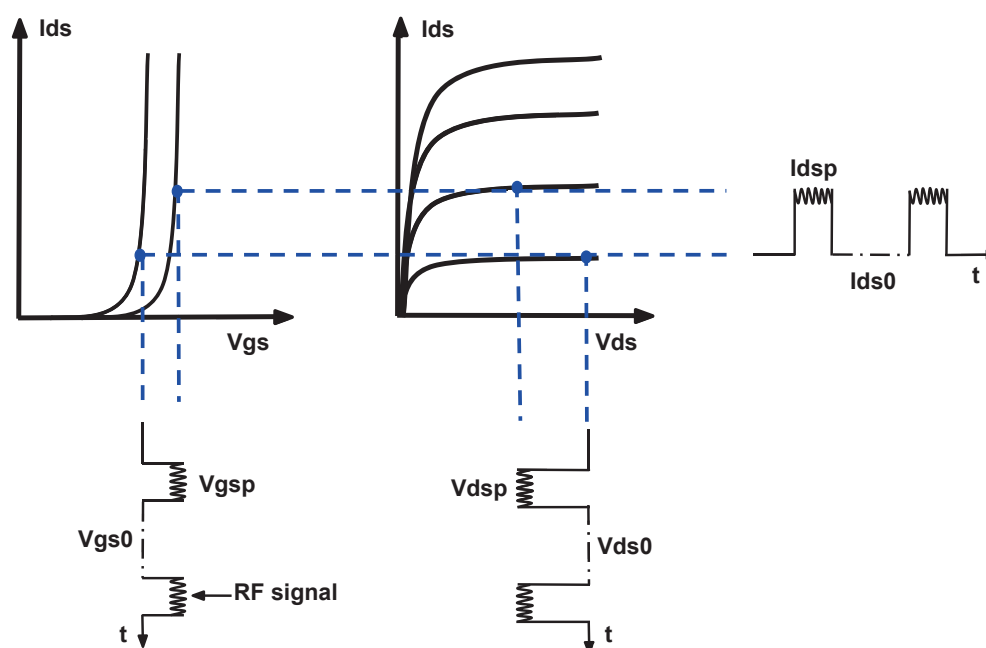 Ids
Vgs
Ids
Vds
Idsp
Ids0
t
Vgsp
Vgs0
RF signal
t
Vdsp
Vds0
t